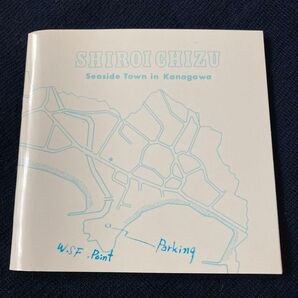 SHIROI CHIZU
Seaside Town in Kanagawa
W.S.F. Point
Parking